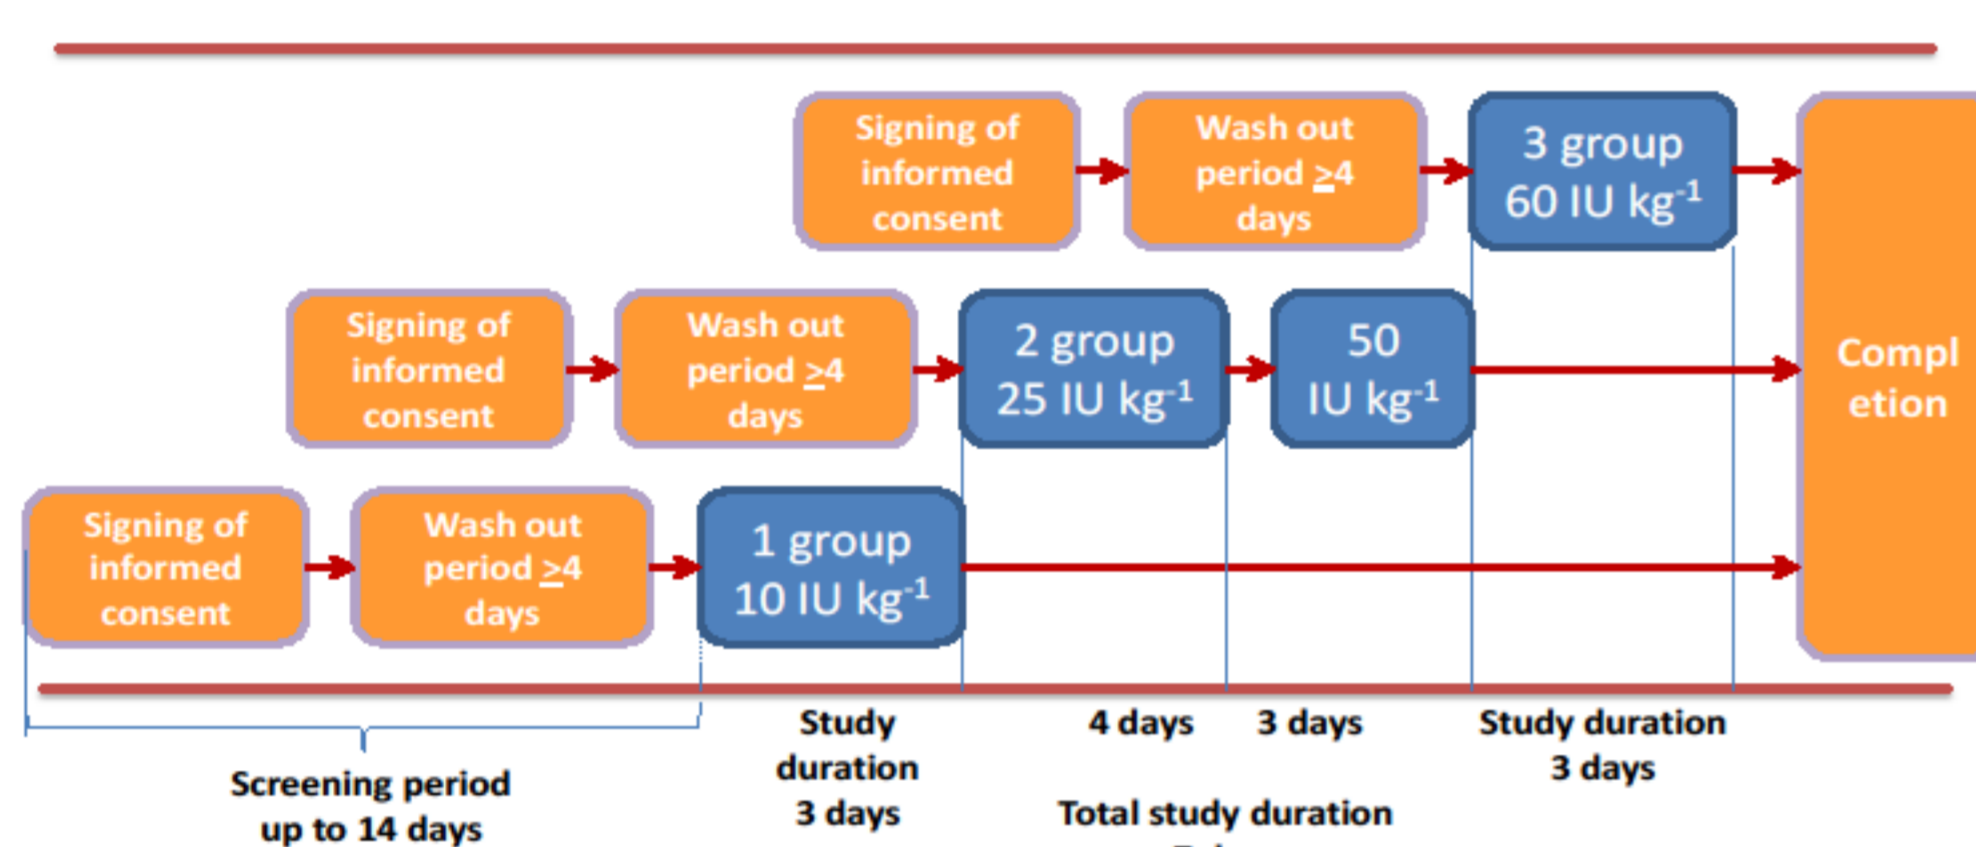 Signing of
informed
consent
Wash out
period ≥4
days
3 group
60 IU kg⁻¹
Signing of
informed
consent
Wash out
period ≥4
days
2 group
25 IU kg⁻¹
50
IU kg⁻¹
Compl
etion
Signing of
informed
consent
Wash out
period ≥4
days
1 group
10 IU kg⁻¹
Screening period
up to 14 days
Study
duration
3 days
4 days
3 days
Total study duration
Study duration
3 days